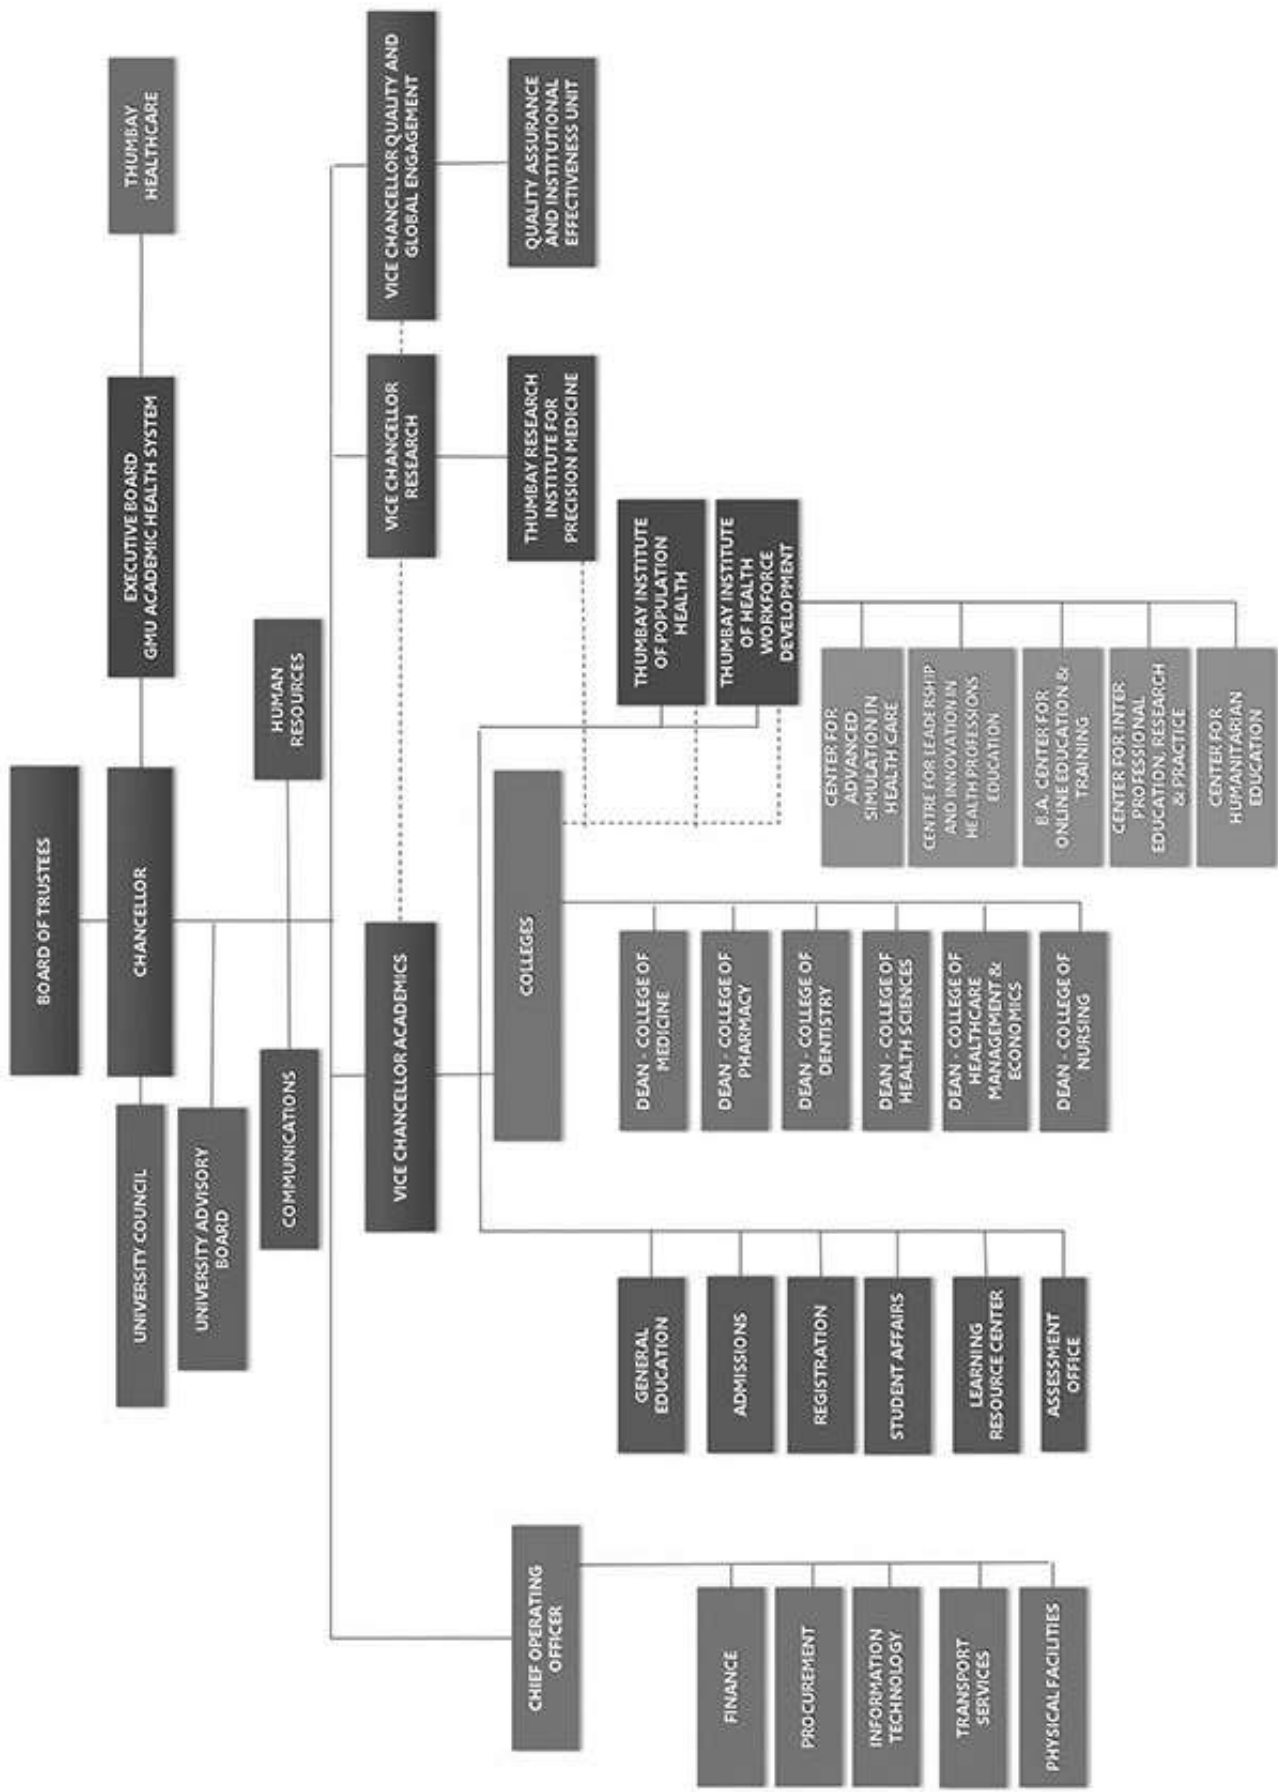 BOARD OF TRUSTEES
UNIVERSITY COUNCIL
CHANCELLOR
EXECUTIVE BOARD
GMU ACADEMIC HEALTH SYSTEM
THUMBAY
HEALTHCARE
UNIVERSITY ADVISORY
BOARD
COMMUNICATIONS
HUMAN
RESOURCES
VICE CHANCELLOR ACADEMICS
VICE CHANCELLOR
RESEARCH
VICE CHANCELLOR QUALITY AND
GLOBAL ENGAGEMENT
CHIEF OPERATING
OFFICER
COLLEGES
THUMBAY RESEARCH
INSTITUTE FOR
PRECISION MEDICINE
QUALITY ASSURANCE
AND INSTITUTIONAL
EFFECTIVENESS UNIT
FINANCE
PROCUREMENT
INFORMATION
TECHNOLOGY
TRANSPORT
SERVICES
PHYSICAL FACILITIES
GENERAL
EDUCATION
ADMISSIONS
REGISTRATION
STUDENT AFFAIRS
LEARNING
RESOURCE CENTER
ASSESSMENT
OFFICE
DEAN - COLLEGE OF
MEDICINE
DEAN - COLLEGE OF
PHARMACY
DEAN - COLLEGE OF
DENTISTRY
DEAN - COLLEGE OF
HEALTH SCIENCES
DEAN - COLLEGE OF
HEALTHCARE
MANAGEMENT &
ECONOMICS
DEAN - COLLEGE OF
NURSING
THUMBAY INSTITUTE
OF POPULATION
HEALTH
THUMBAY INSTITUTE
OF HEALTH
WORKFORCE
DEVELOPMENT
CENTER FOR
ADVANCED
SIMULATION IN
HEALTH CARE
CENTRE FOR LEADERSHIP
AND INNOVATION IN
HEALTH PROFESSIONS
EDUCATION
B.A. CENTER FOR
ONLINE EDUCATION &
TRAINING
CENTER FOR INTER
PROFESSIONAL
EDUCATION, RESEARCH
& PRACTICE
CENTER FOR
HUMANITARIAN
EDUCATION